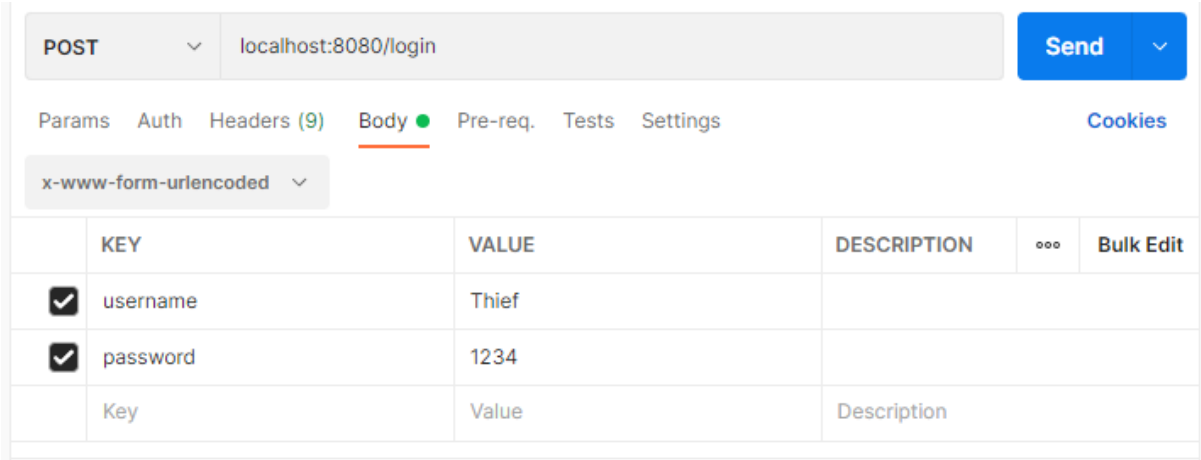 POST localhost:8080/login Send
Params Auth Headers (9) Body Pre-req. Tests Settings Cookies
x-www-form-urlencoded
KEY VALUE DESCRIPTION ooo Bulk Edit
username Thief
password 1234
Key Value Description